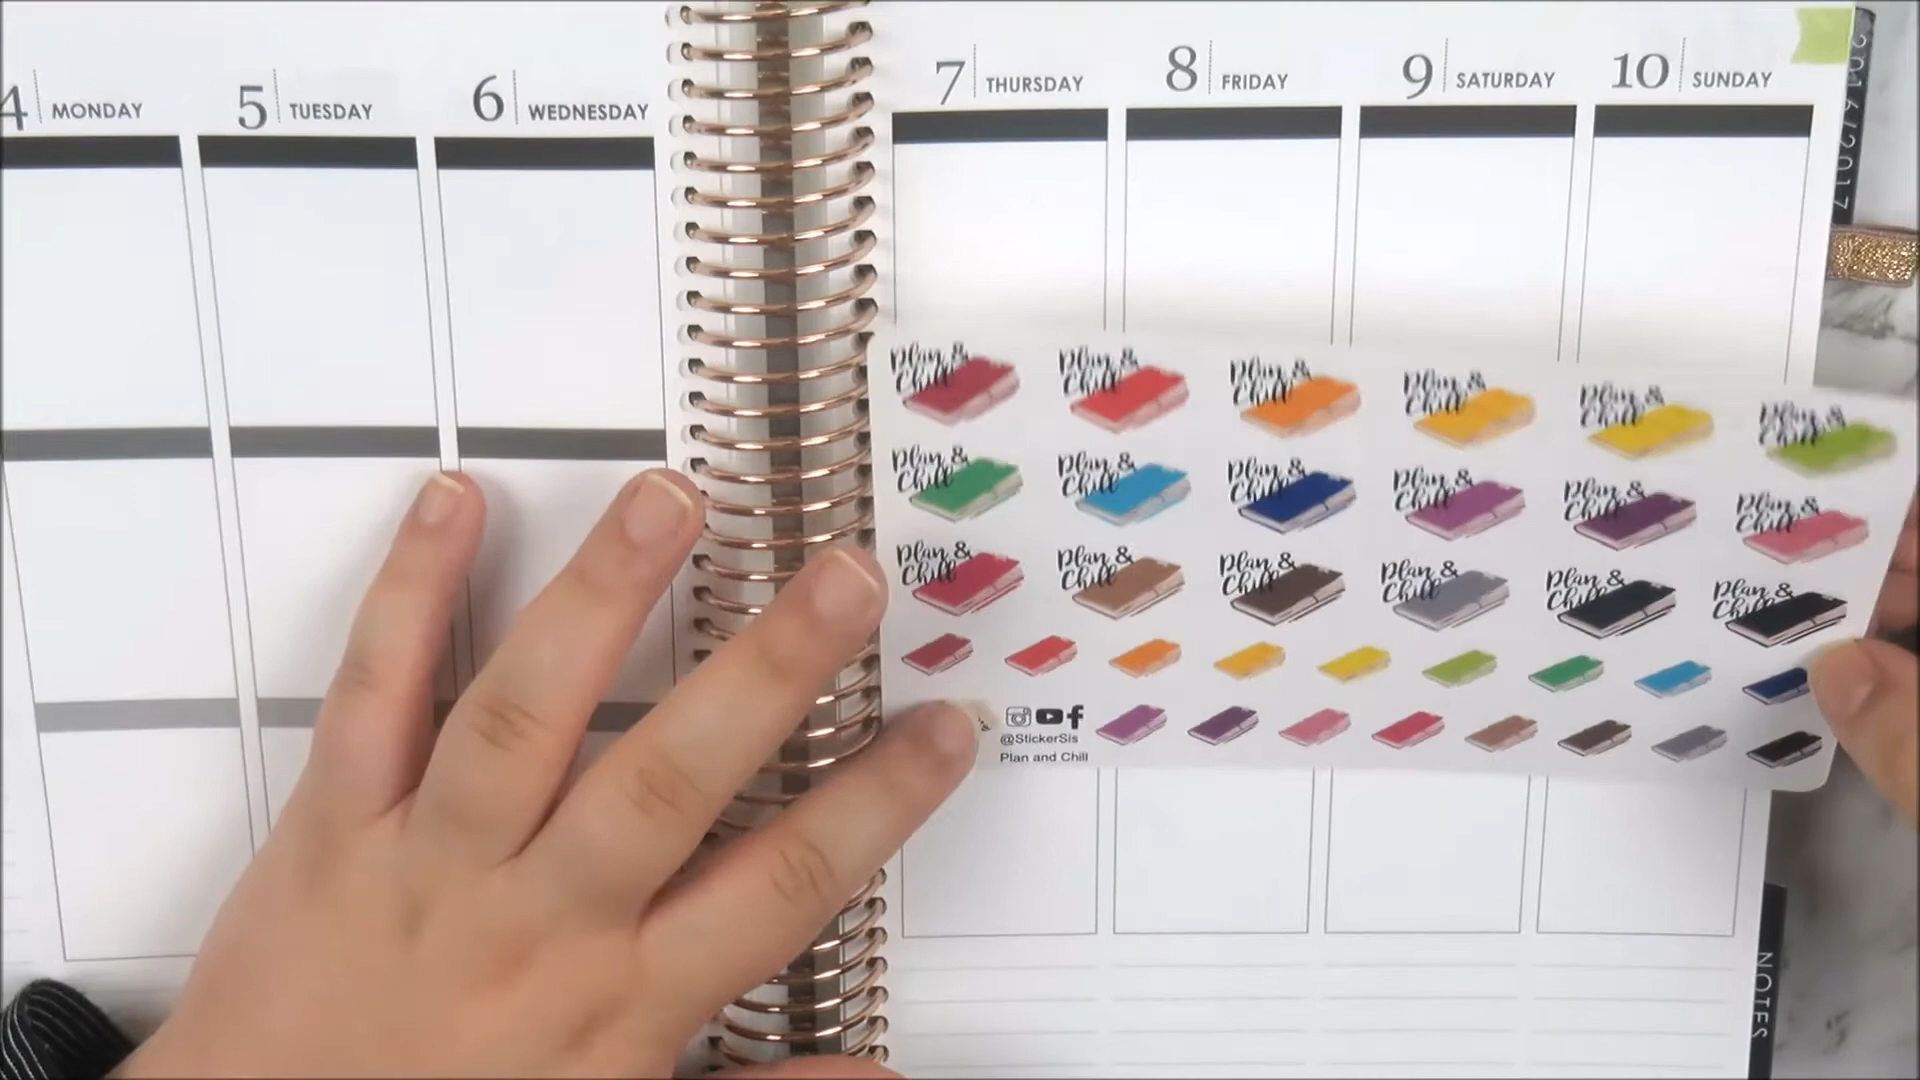 4 MONDAY
5 TUESDAY
6 WEDNESDAY
7 THURSDAY
8 FRIDAY
9 SATURDAY
10 SUNDAY
2016/2017
Plan &
Chill
Plan &
Chill
Plan &
Chill
Plan &
Chill
Plan &
Chill
Plan &
Chill
Plan &
Chill
Plan &
Chill
Plan &
Chill
Plan &
Chill
Plan &
Chill
Plan &
Chill
Plan &
Chill
Plan &
Chill
Plan &
Chill
Plan &
Chill
Plan &
Chill
Plan &
Chill
@StickerSis
Plan and Chill
NOTES